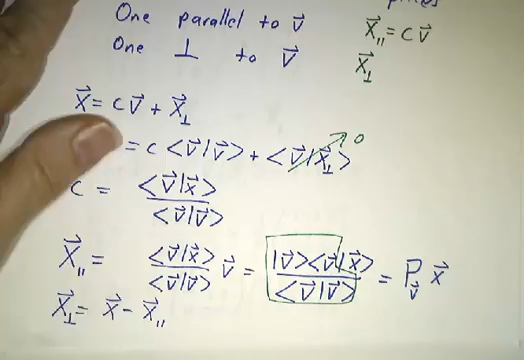 One parallel to v⃗
One ⊥ to v⃗
x⃗∥ = c v⃗
x⃗⊥
x⃗ = c v⃗ + x⃗⊥
= c <v⃗|v⃗> + <v⃗|x⃗⊥> 0
c = <v⃗|x⃗> / <v⃗|v⃗>
x⃗∥ = <v⃗|x⃗> / <v⃗|v⃗> v⃗ = |v⃗><v⃗|x⃗> / <v⃗|v⃗> = P_v⃗ x⃗
x⃗⊥ = x⃗ − x⃗∥